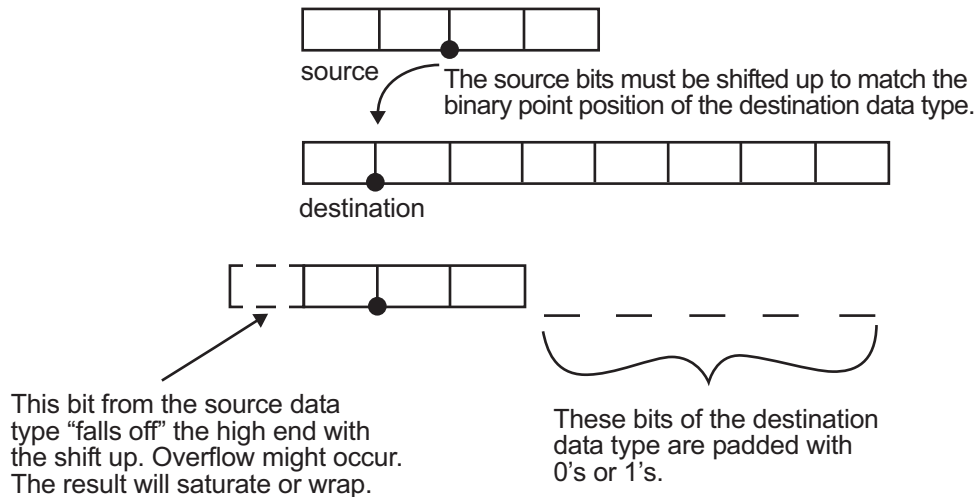 source
The source bits must be shifted up to match the
binary point position of the destination data type.
destination
This bit from the source data
type “falls off” the high end with
the shift up. Overflow might occur.
The result will saturate or wrap.
These bits of the destination
data type are padded with
0's or 1's.